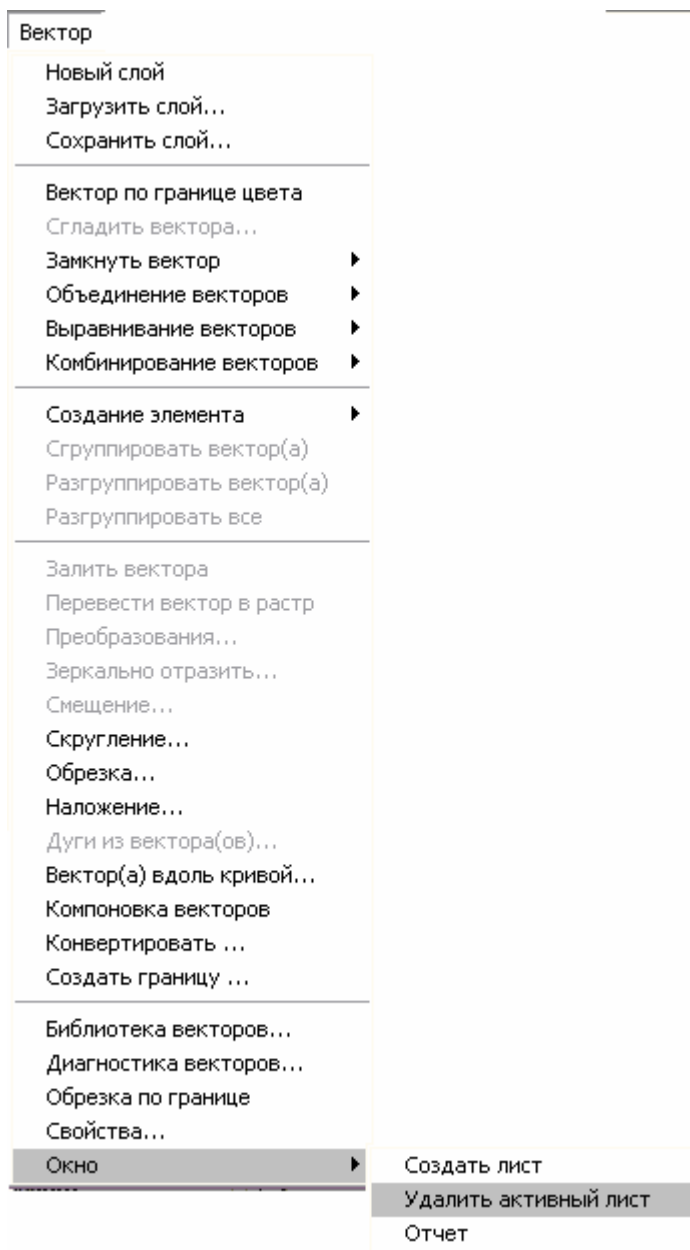 Вектор
Новый слой
Загрузить слой...
Сохранить слой...
Вектор по границе цвета
Сгладить вектора...
Замкнуть вектор
Объединение векторов
Выравнивание векторов
Комбинирование векторов
Создание элемента
Сгруппировать вектор(а)
Разгруппировать вектор(а)
Разгруппировать все
Залить вектора
Перевести вектор в растр
Преобразования...
Зеркально отразить...
Смещение...
Скругление...
Обрезка...
Наложение...
Дуги из вектора(ов)...
Вектор(а) вдоль кривой...
Компоновка векторов
Конвертировать ...
Создать границу ...
Библиотека векторов...
Диагностика векторов...
Обрезка по границе
Свойства...
Окно
Создать лист
Удалить активный лист
Отчет